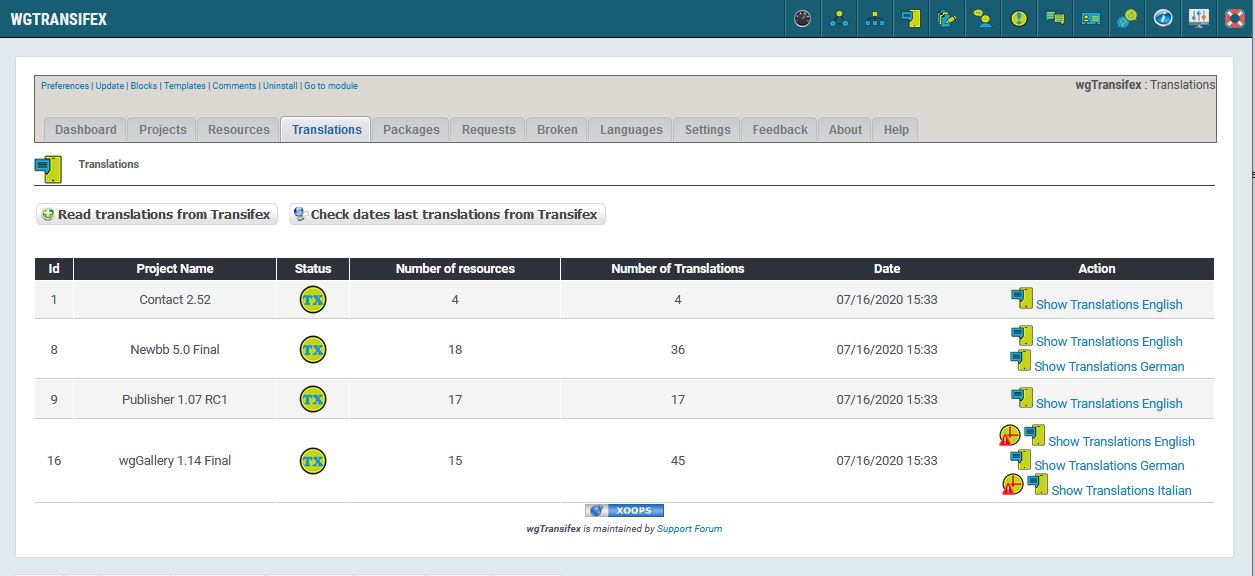 WGTRANSIFEX
Preferences | Update | Blocks | Templates | Comments | Uninstall | Go to module
wgTransifex : Translations
Dashboard Projects Resources Translations Packages Requests Broken Languages Settings Feedback About Help
Translations
Read translations from Transifex Check dates last translations from Transifex
Id Project Name Status Number of resources Number of Translations Date Action
1 Contact 2.52 TX 4 4 07/16/2020 15:33 Show Translations English
8 Newbb 5.0 Final TX 18 36 07/16/2020 15:33 Show Translations English
Show Translations German
9 Publisher 1.07 RC1 TX 17 17 07/16/2020 15:33 Show Translations English
16 wgGallery 1.14 Final TX 15 45 07/16/2020 15:33 Show Translations English
Show Translations German
Show Translations Italian
XOOPS
wgTransifex is maintained by Support Forum